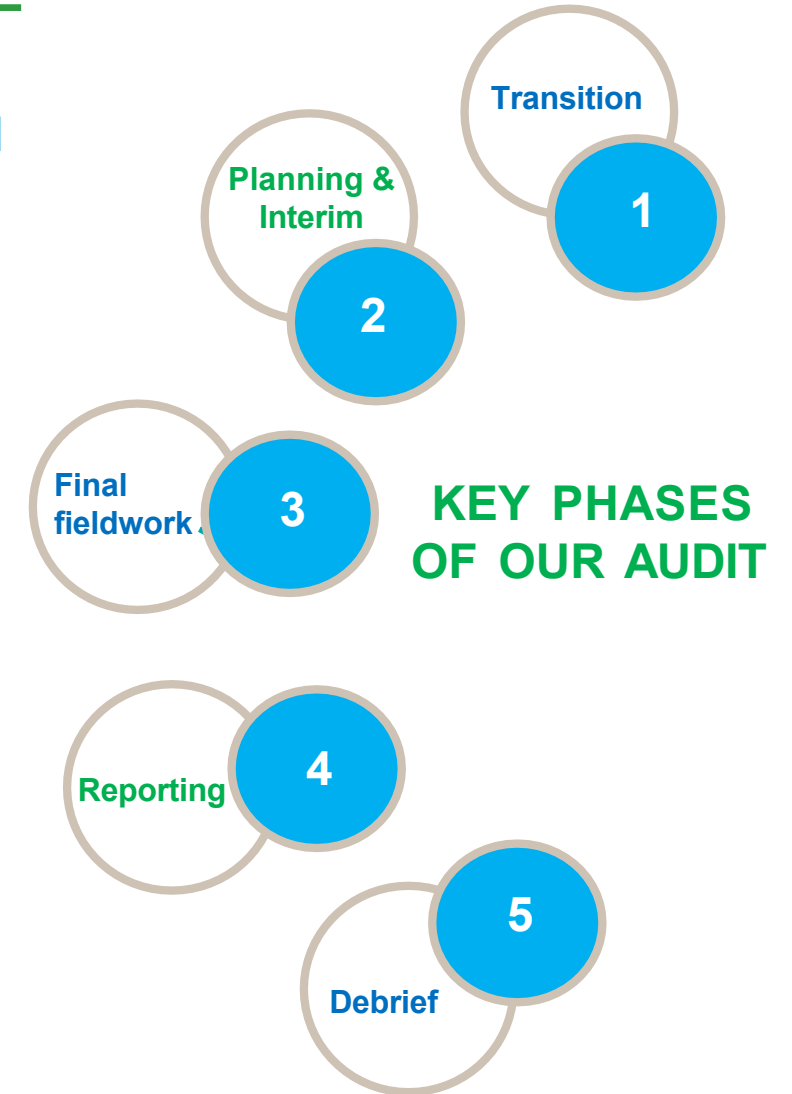 Transition
1
Planning &
Interim
2
Final
fieldwork
3
KEY PHASES
OF OUR AUDIT
Reporting
4
5
Debrief